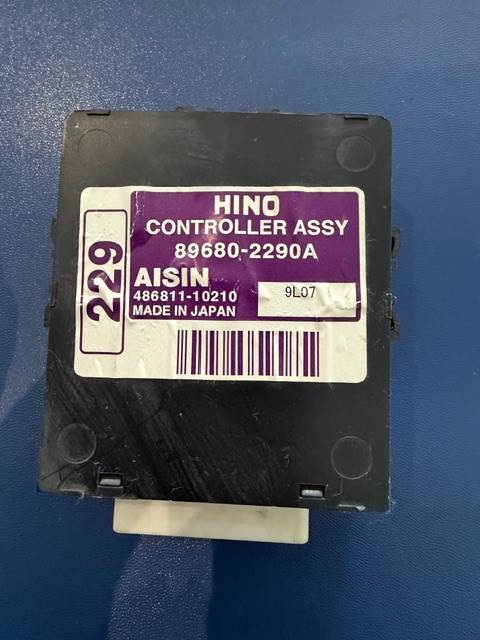 229
HINO
CONTROLLER ASSY
89680-2290A
AISIN
486811-10210
MADE IN JAPAN
9L07